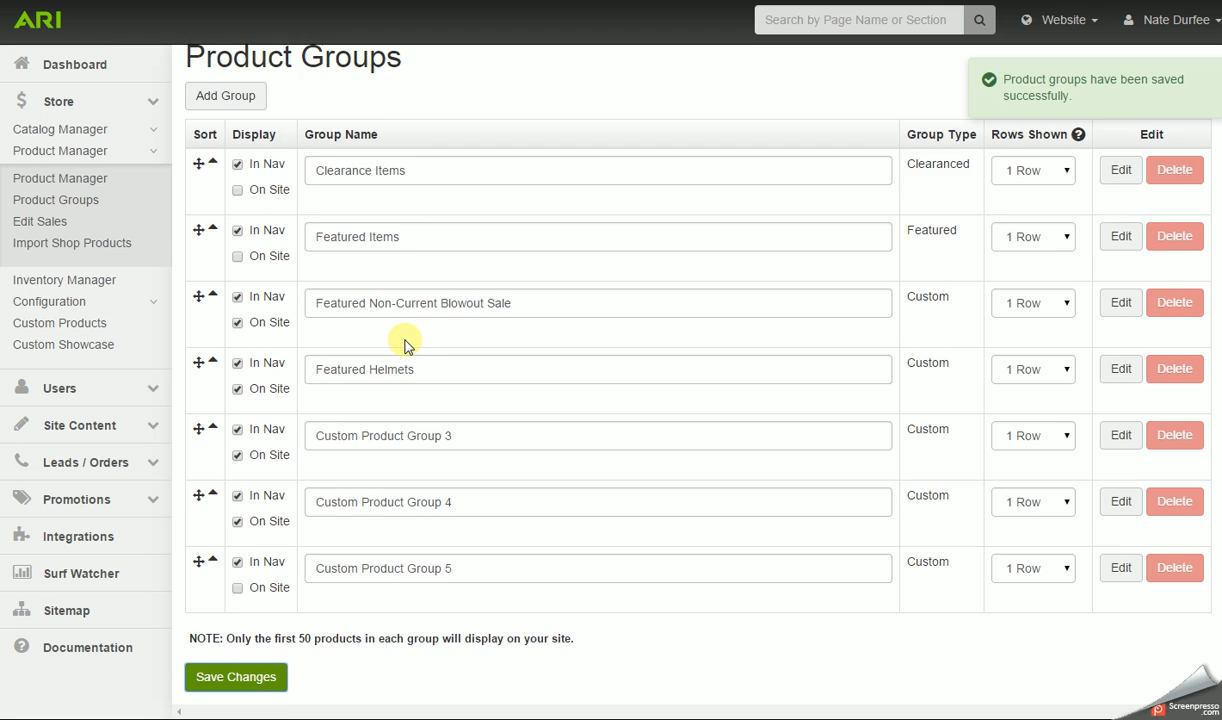 ARI
Search by Page Name or Section
Website
Nate Durfee
Dashboard
Store
Catalog Manager
Product Manager
Product Manager
Product Groups
Edit Sales
Import Shop Products
Inventory Manager
Configuration
Custom Products
Custom Showcase
Users
Site Content
Leads / Orders
Promotions
Integrations
Surf Watcher
Sitemap
Documentation
Product Groups
Product groups have been saved
successfully.
Add Group
Sort Display Group Name Group Type Rows Shown ? Edit
In Nav Clearance Items Clearanced 1 Row Edit Delete
On Site
In Nav Featured Items Featured 1 Row Edit Delete
On Site
In Nav Featured Non-Current Blowout Sale Custom 1 Row Edit Delete
On Site
In Nav Featured Helmets Custom 1 Row Edit Delete
On Site
In Nav Custom Product Group 3 Custom 1 Row Edit Delete
On Site
In Nav Custom Product Group 4 Custom 1 Row Edit Delete
On Site
In Nav Custom Product Group 5 Custom 1 Row Edit Delete
On Site
NOTE: Only the first 50 products in each group will display on your site.
Save Changes
Screenpresso
.com